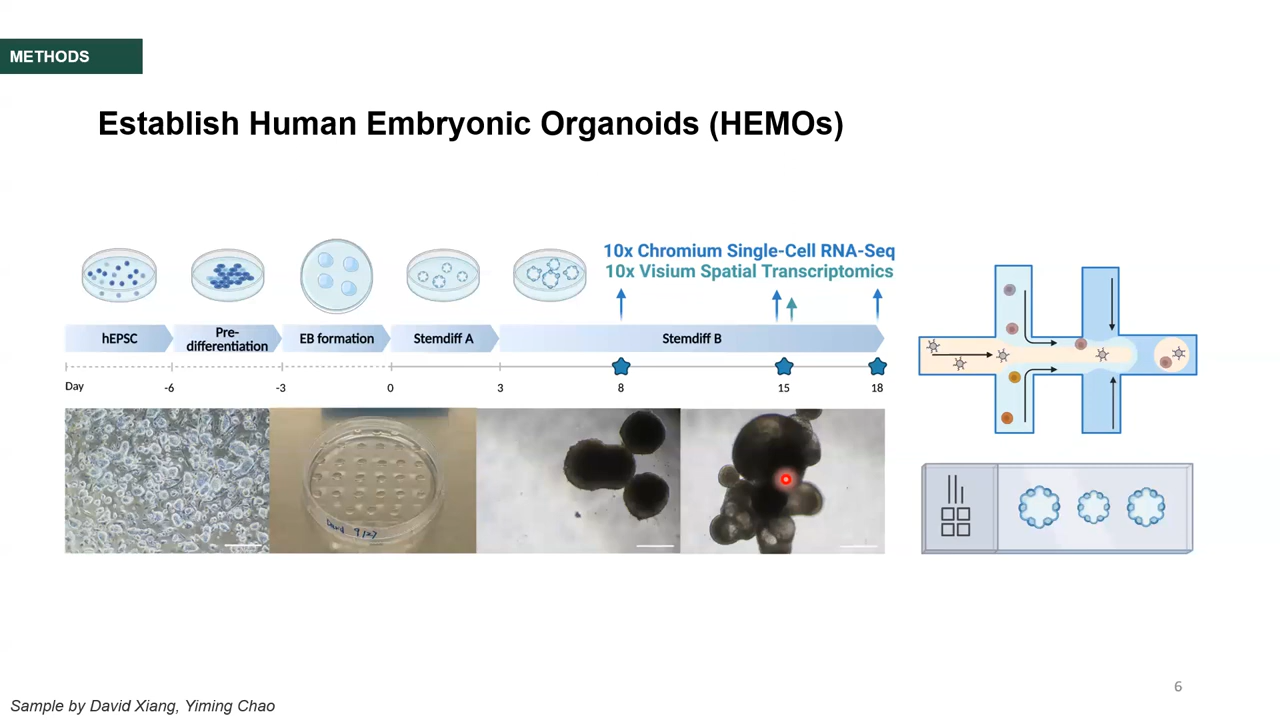 METHODS
Establish Human Embryonic Organoids (HEMOs)
10x Chromium Single-Cell RNA-Seq
10x Visium Spatial Transcriptomics
hEPSC
Pre-
differentiation
EB formation
Stemdiff A
Stemdiff B
Day
-6
-3
0
3
8
15
18
6
Sample by David Xiang, Yiming Chao